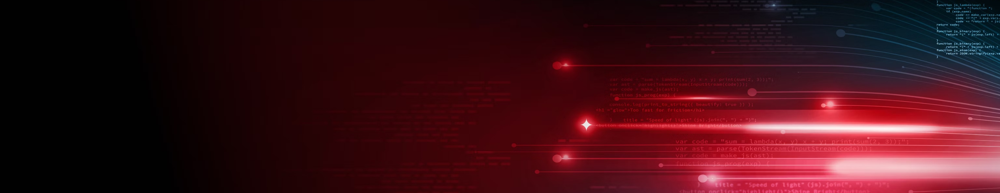 }
function js_lambda(exp) {
var code = "(function ";
if (exp.name)
code += make_var(exp.na
code += "(" + exp.vars.
code += "return " + js(e
return code;
}
function js_binary(exp) {
return "(" + js(exp.left) +
}
function js_binary(exp) {
return "(" + js(exp.left) +
function js_atom(exp) {
return JSON.stringify(exp.va
}
var code = "sum = lambda(x, y) x + y; print(sum(2, 3));";
var ast = parse(TokenStream(InputStream(code)));
var code = make_js(ast);
function js_prog(exp) {
console.log(print_to_string({ beautify: true }) );
<h1 ="glow">Too fast for friction</h1>
} title = "Speed of light" (js).join(", ") + ")";
<button onclick="highlight()">Shine Bright</button>
var code = "sum = lambda(x, y) x + y; print(sum(2, 3));";
var ast = parse(TokenStream(InputStream(code)));
var code = make_js(ast);
function js_prog(exp) {
} title = "Speed of light" (js).join(", ") + ")";
<button onclick="highlight()">Shine Bright</button>